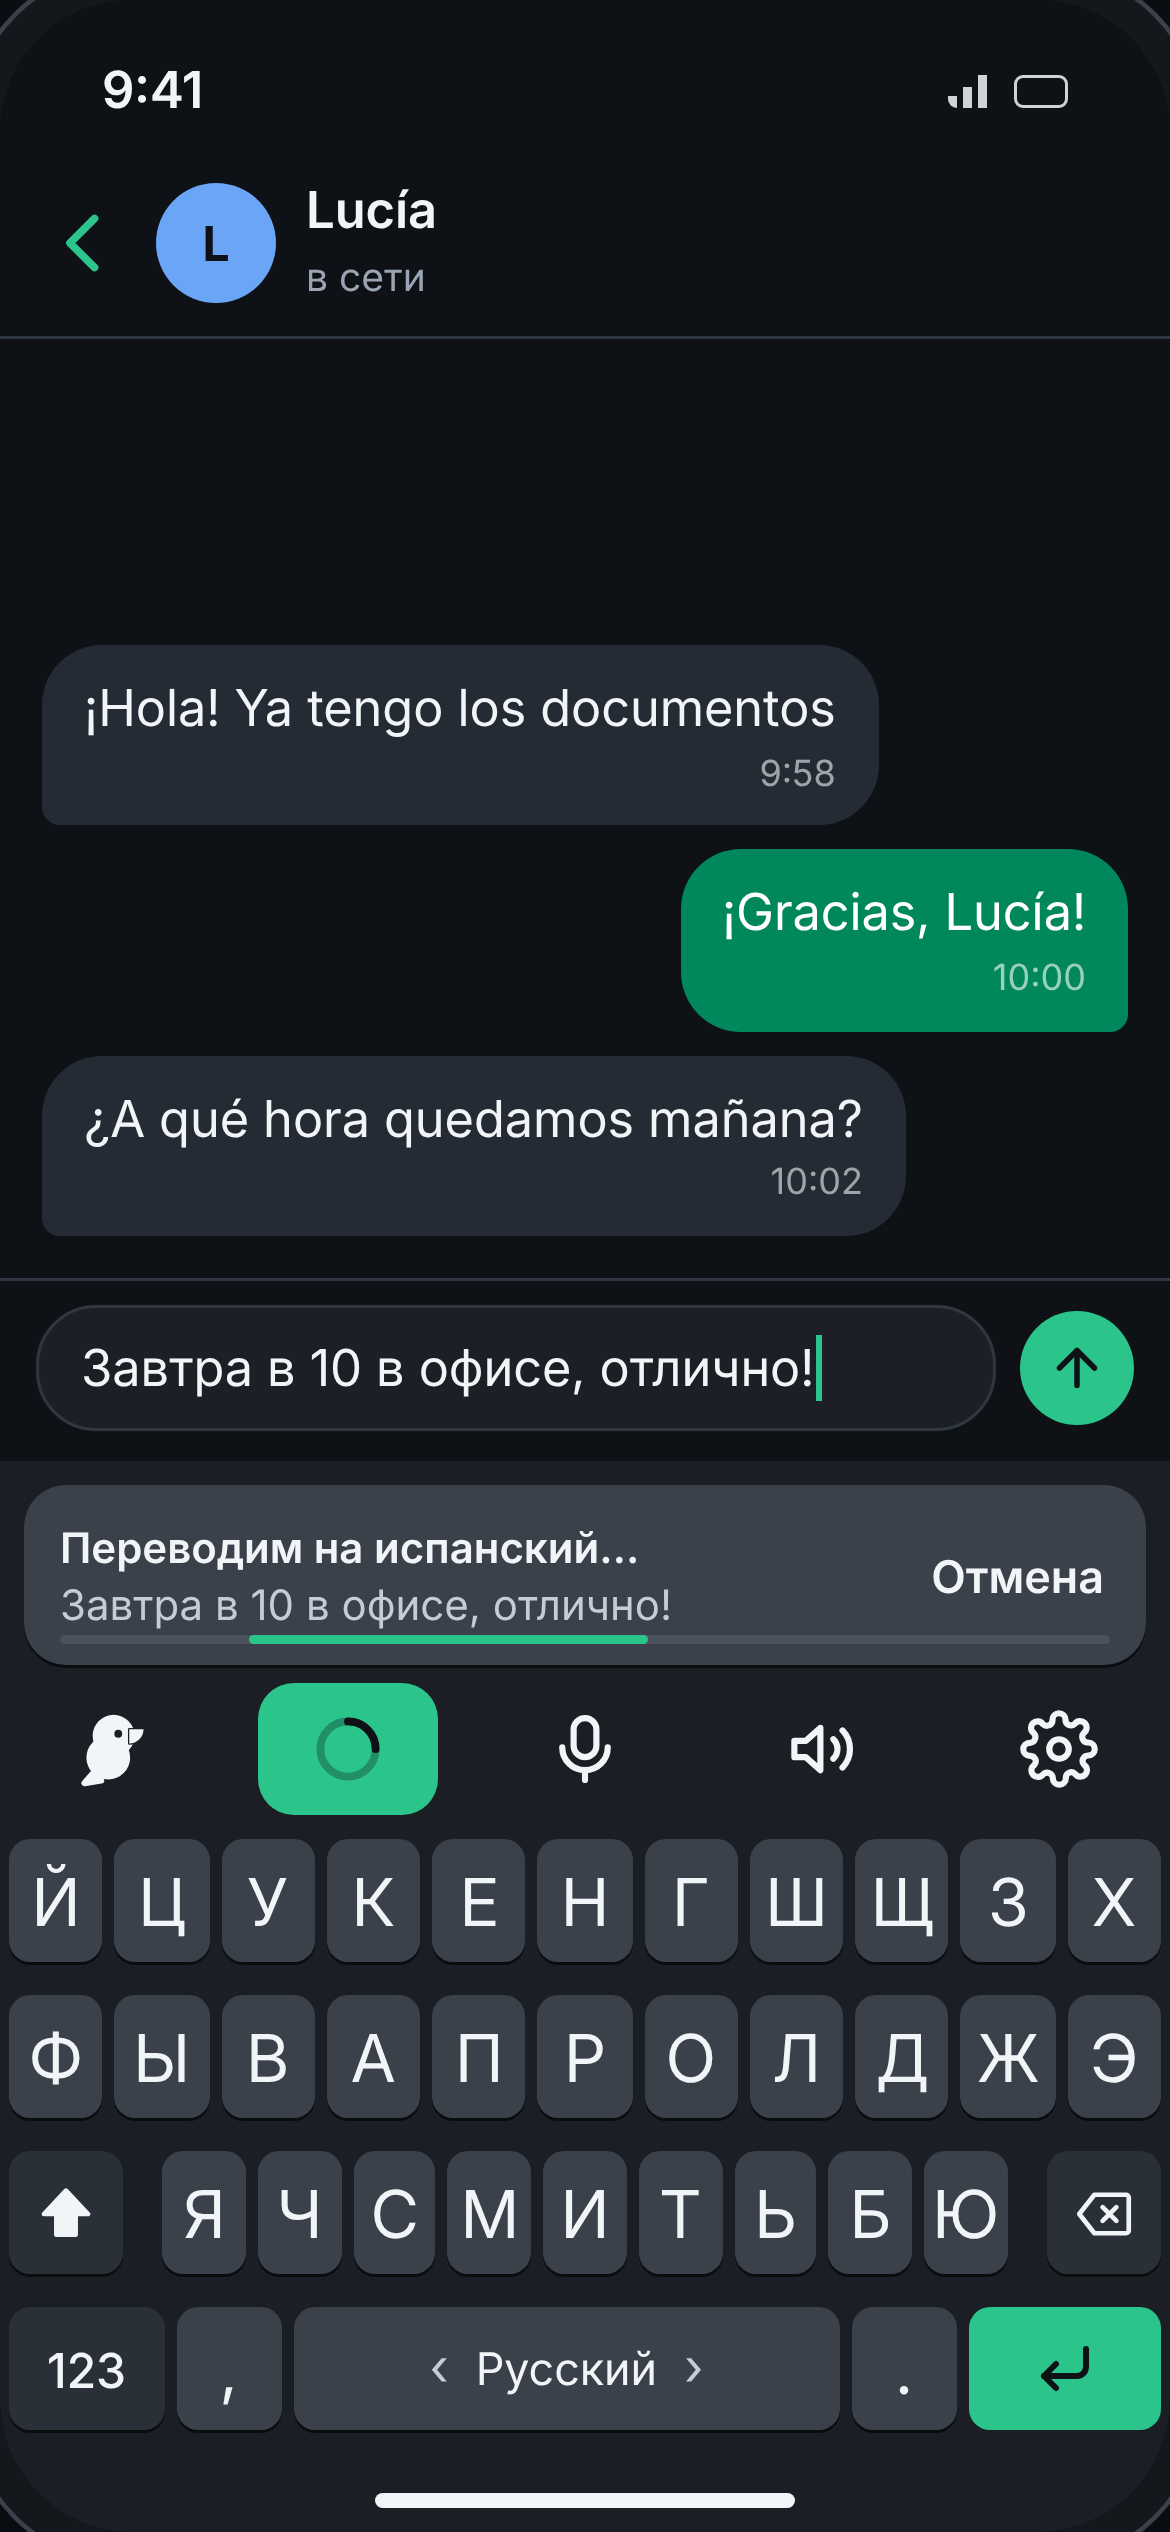 9:41
L
Lucía
в сети
¡Hola! Ya tengo los documentos
9:58
¡Gracias, Lucía!
10:00
¿A qué hora quedamos mañana?
10:02
Завтра в 10 в офисе, отлично!
Переводим на испанский...
Завтра в 10 в офисе, отлично!
Отмена
Й Ц У К Е Н Г Ш Щ З Х
Ф Ы В А П Р О Л Д Ж Э
Я Ч С М И Т Ь Б Ю
123 , ‹ Русский › .